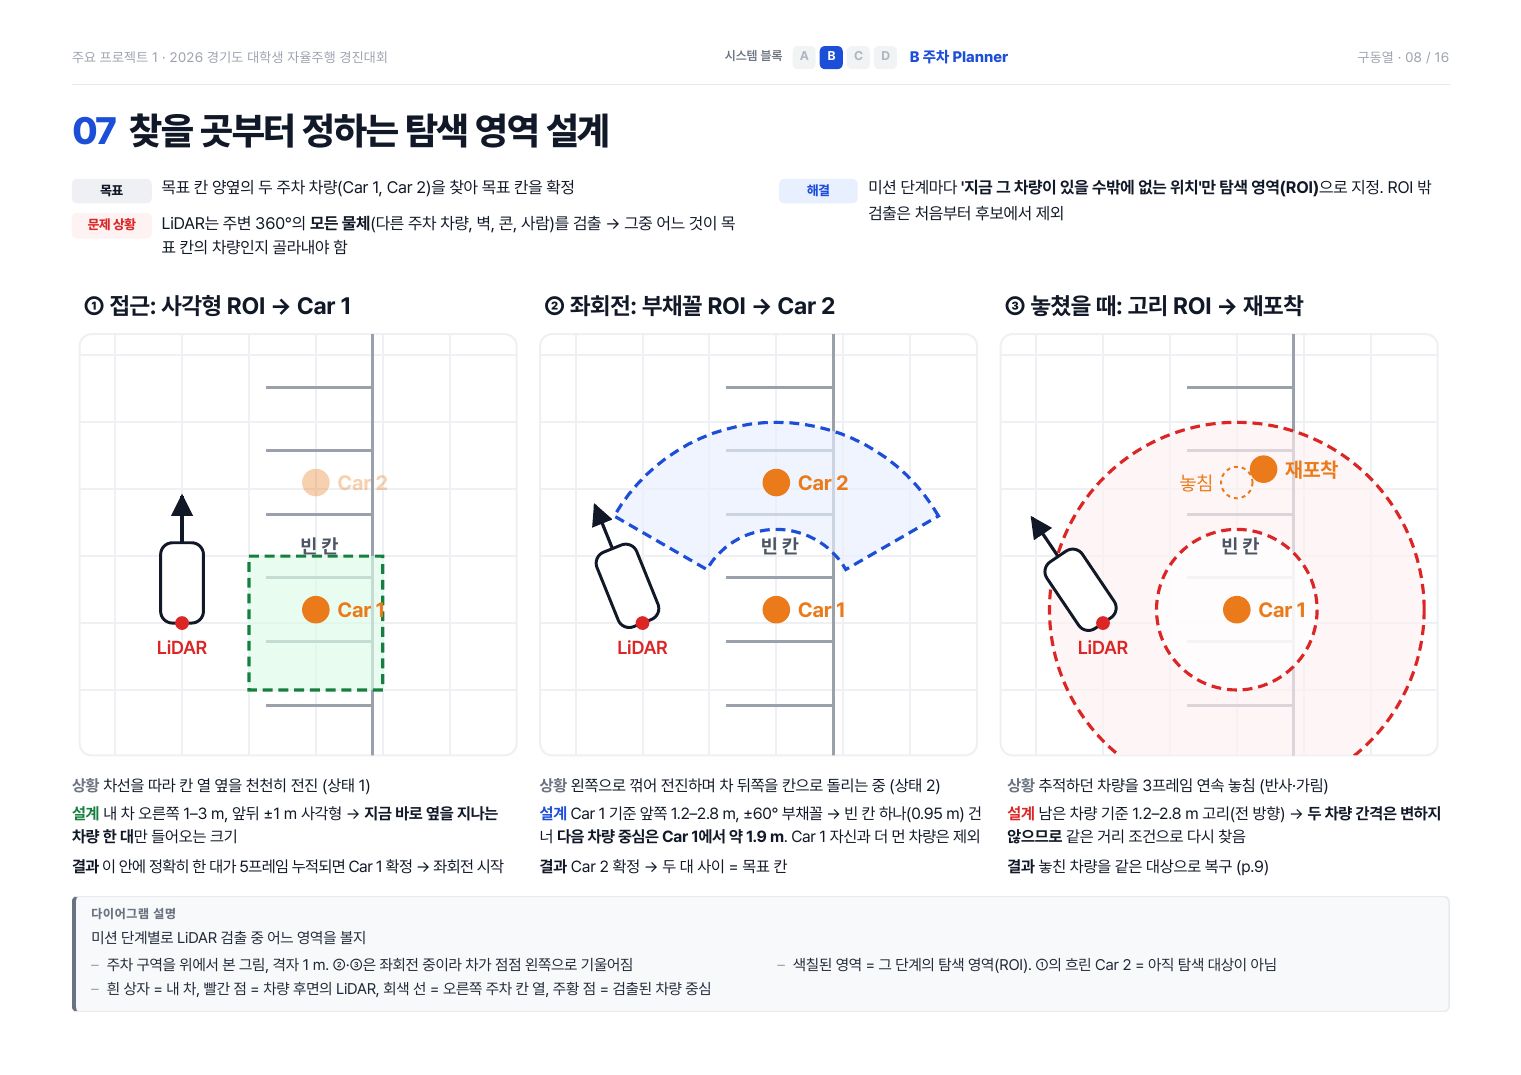 주요 프로젝트 1 · 2026 경기도 대학생 자율주행 경진대회
시스템 블록 A B C D B 주차 Planner
구동열 · 08 / 16
07 찾을 곳부터 정하는 탐색 영역 설계
목표 목표 칸 양옆의 두 주차 차량(Car 1, Car 2)을 찾아 목표 칸을 확정
문제 상황 LiDAR는 주변 360°의 모든 물체(다른 주차 차량, 벽, 콘, 사람)를 검출 → 그중 어느 것이 목
표 칸의 차량인지 골라내야 함
해결 미션 단계마다 '지금 그 차량이 있을 수밖에 없는 위치'만 탐색 영역(ROI)으로 지정. ROI 밖
검출은 처음부터 후보에서 제외
① 접근: 사각형 ROI → Car 1
Car 2
빈 칸
Car 1
LiDAR
상황 차선을 따라 칸 열 옆을 천천히 전진 (상태 1)
설계 내 차 오른쪽 1–3 m, 앞뒤 ±1 m 사각형 → 지금 바로 옆을 지나는
차량 한 대만 들어오는 크기
결과 이 안에 정확히 한 대가 5프레임 누적되면 Car 1 확정 → 좌회전 시작
② 좌회전: 부채꼴 ROI → Car 2
Car 2
빈 칸
Car 1
LiDAR
상황 왼쪽으로 꺾어 전진하며 차 뒤쪽을 칸으로 돌리는 중 (상태 2)
설계 Car 1 기준 앞쪽 1.2–2.8 m, ±60° 부채꼴 → 빈 칸 하나(0.95 m) 건
너 다음 차량 중심은 Car 1에서 약 1.9 m. Car 1 자신과 더 먼 차량은 제외
결과 Car 2 확정 → 두 대 사이 = 목표 칸
③ 놓쳤을 때: 고리 ROI → 재포착
놓침
재포착
빈 칸
Car 1
LiDAR
상황 추적하던 차량을 3프레임 연속 놓침 (반사·가림)
설계 남은 차량 기준 1.2–2.8 m 고리(전 방향) → 두 차량 간격은 변하지
않으므로 같은 거리 조건으로 다시 찾음
결과 놓친 차량을 같은 대상으로 복구 (p.9)
다이어그램 설명
미션 단계별로 LiDAR 검출 중 어느 영역을 볼지
– 주차 구역을 위에서 본 그림, 격자 1 m. ②·③은 좌회전 중이라 차가 점점 왼쪽으로 기울어짐
– 색칠된 영역 = 그 단계의 탐색 영역(ROI). ①의 흐린 Car 2 = 아직 탐색 대상이 아님
– 흰 상자 = 내 차, 빨간 점 = 차량 후면의 LiDAR, 회색 선 = 오른쪽 주차 칸 열, 주황 점 = 검출된 차량 중심